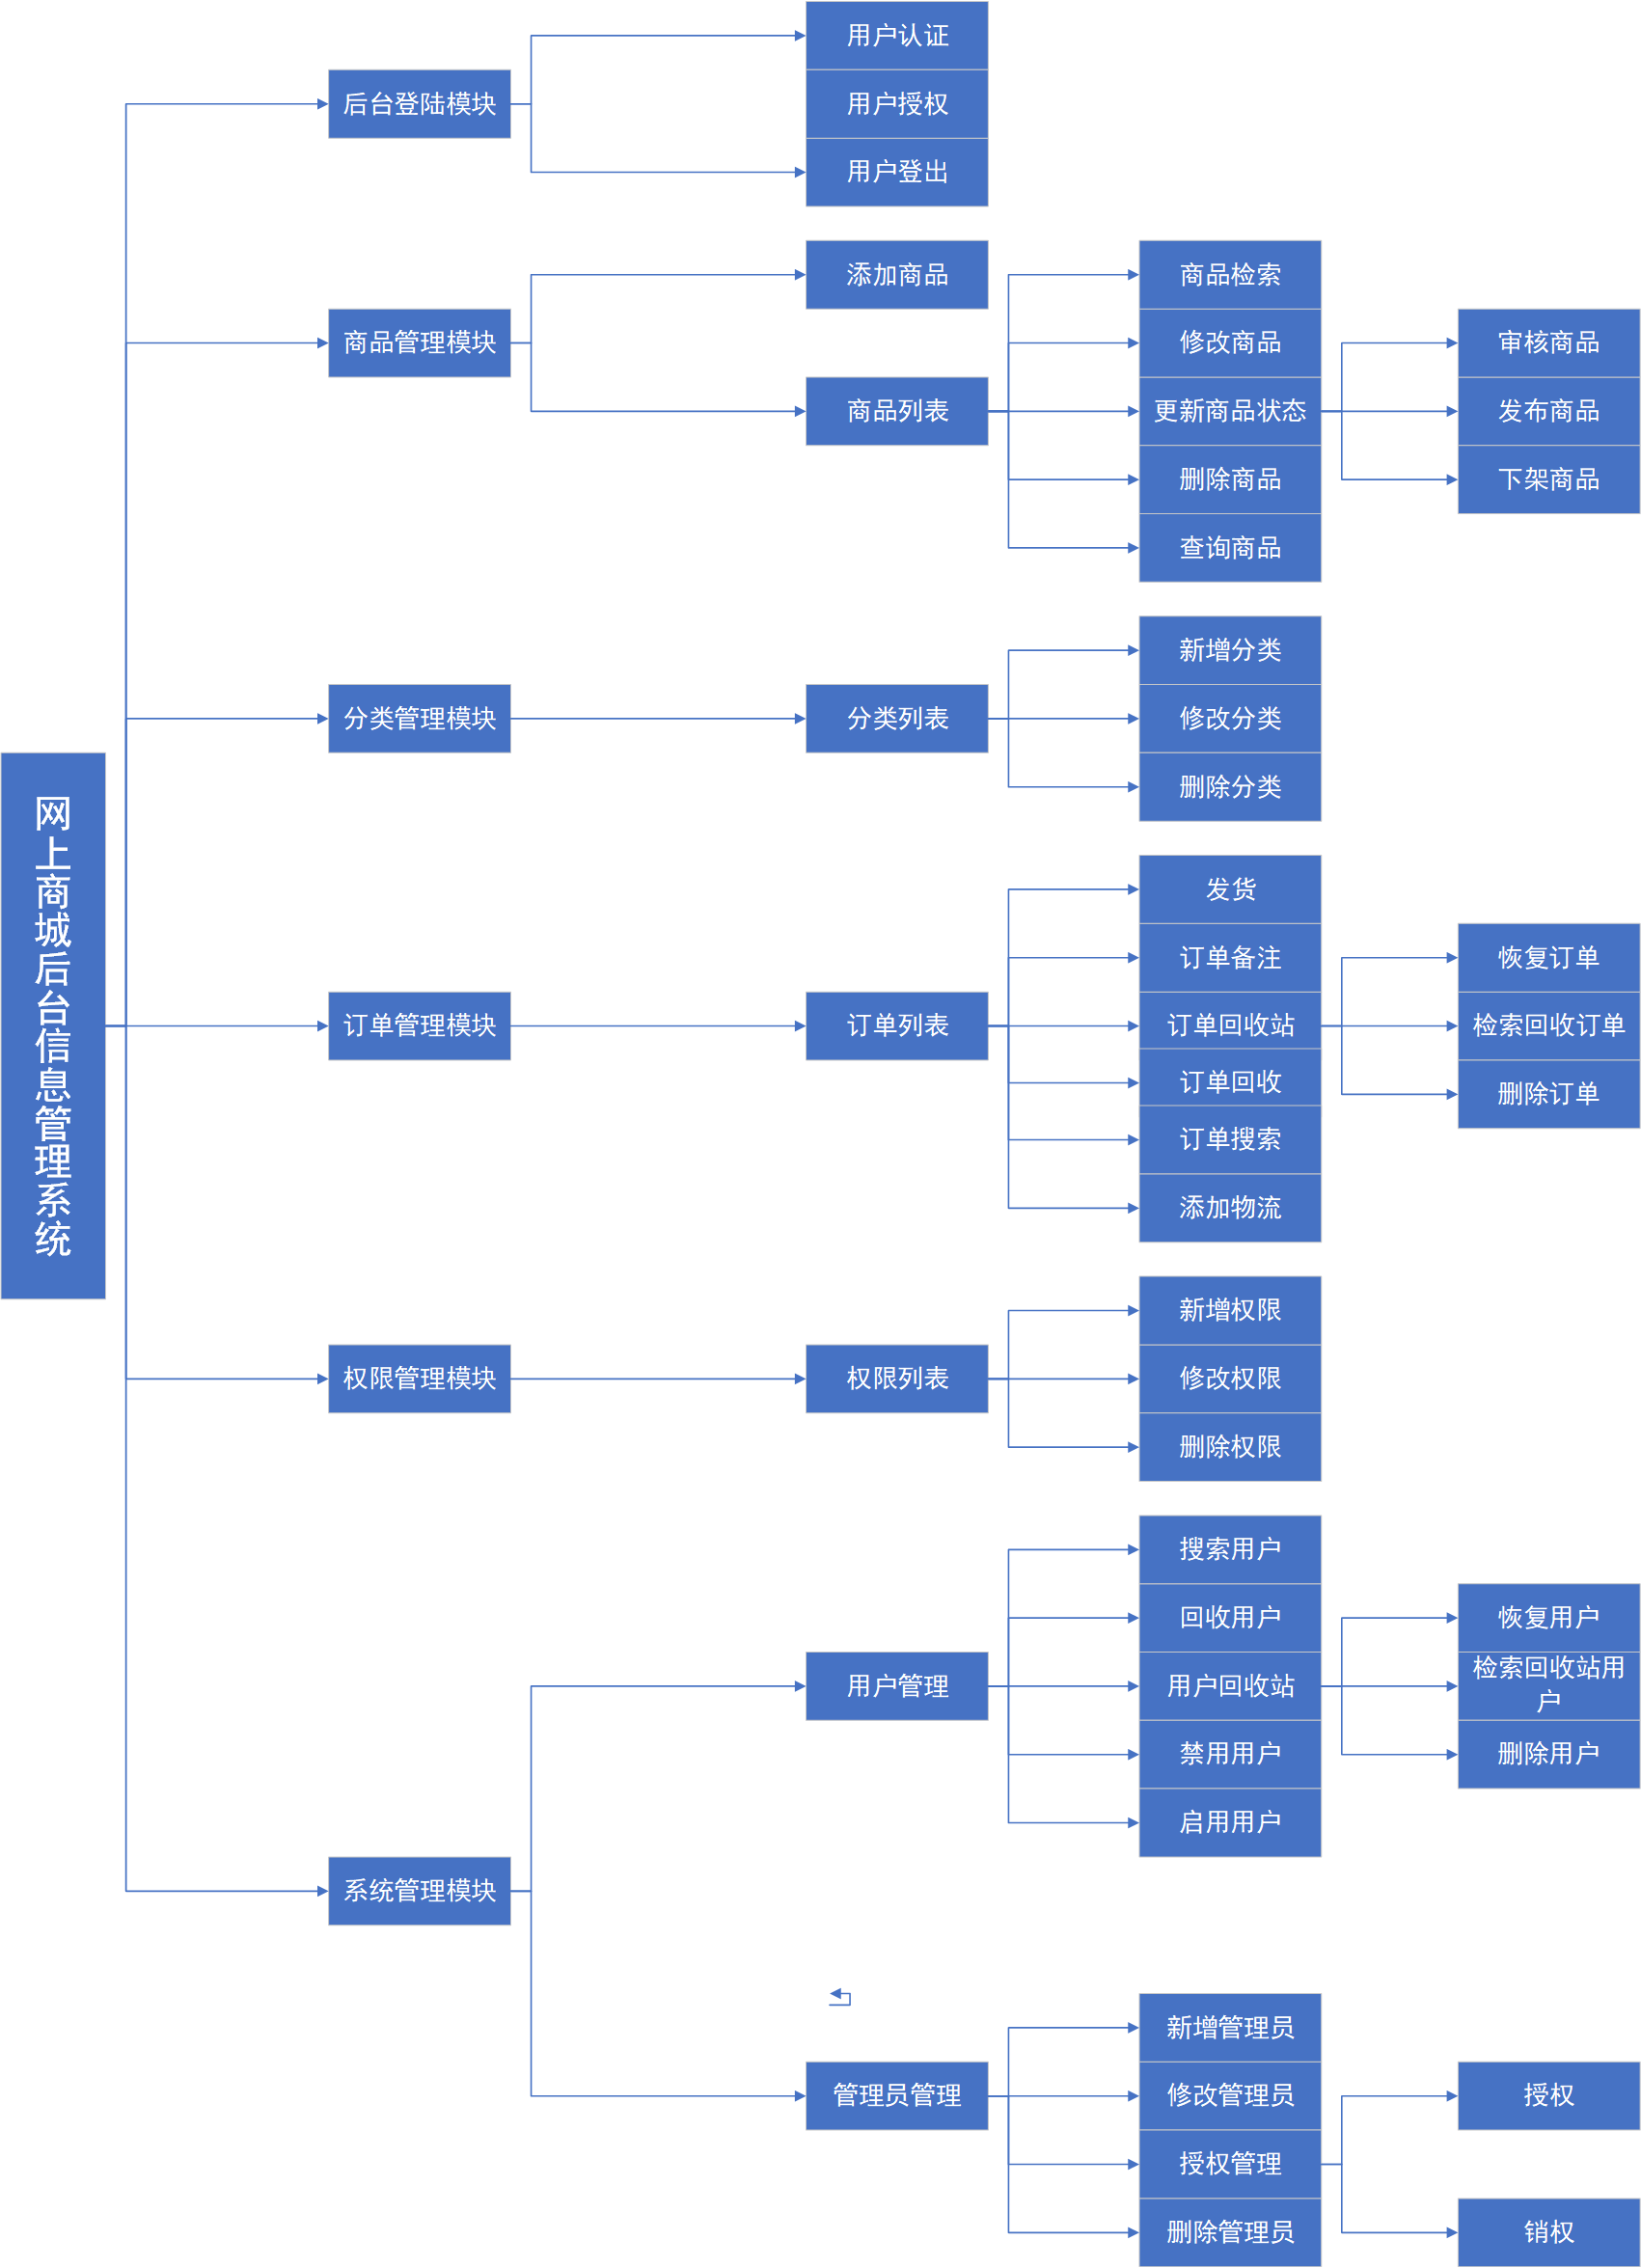 网上商城后台信息管理系统
后台登陆模块
用户认证
用户授权
用户登出
商品管理模块
添加商品
商品列表
商品检索
修改商品
更新商品状态
删除商品
查询商品
审核商品
发布商品
下架商品
分类管理模块
分类列表
新增分类
修改分类
删除分类
订单管理模块
订单列表
发货
订单备注
订单回收站
订单回收
订单搜索
添加物流
恢复订单
检索回收订单
删除订单
权限管理模块
权限列表
新增权限
修改权限
删除权限
系统管理模块
用户管理
搜索用户
回收用户
用户回收站
禁用用户
启用用户
恢复用户
检索回收站用
户
删除用户
管理员管理
新增管理员
修改管理员
授权管理
删除管理员
授权
销权